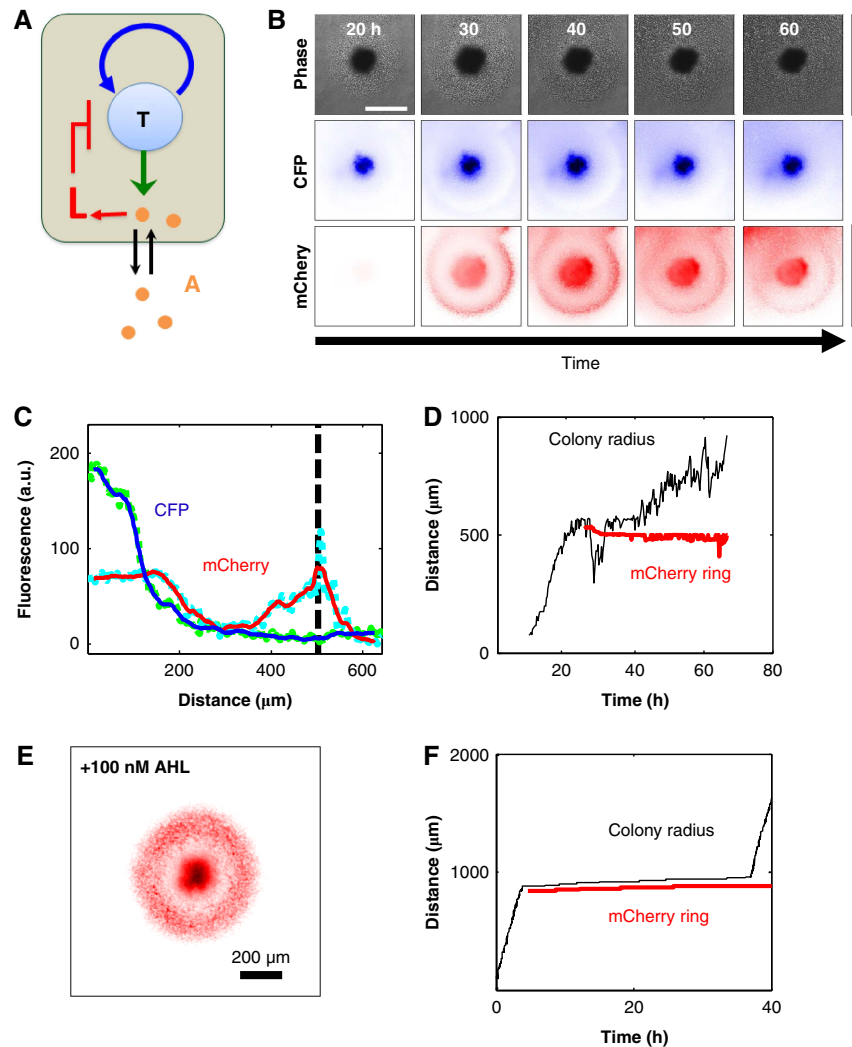 A
T
A
B
20 h
30
40
50
60
Phase
CFP
mChery
Time
C
200
100
0
CFP
mCherry
200
400
600
Fluorescence (a.u.)
Distance (μm)
D
1000
500
0
Colony radius
mCherry ring
20
40
60
80
Distance (μm)
Time (h)
E
+100 nM AHL
200 μm
F
2000
1000
Colony radius
mCherry ring
0
20
40
Distance (μm)
Time (h)